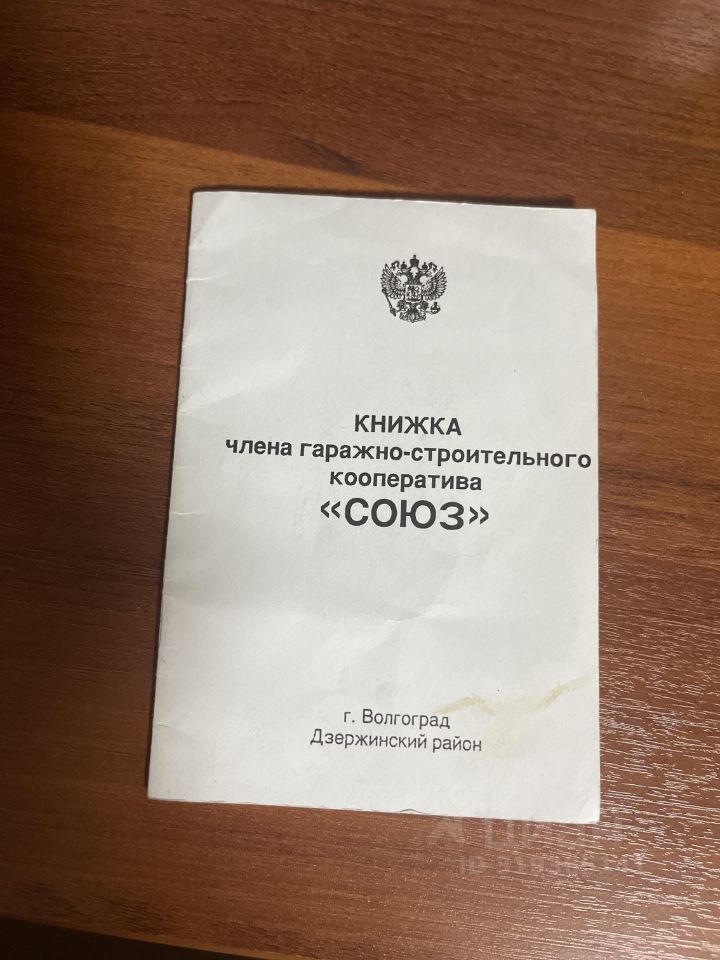 КНИЖКА
члена гаражно-строительного
кооператива
«СОЮЗ»
г. Волгоград
Дзержинский район